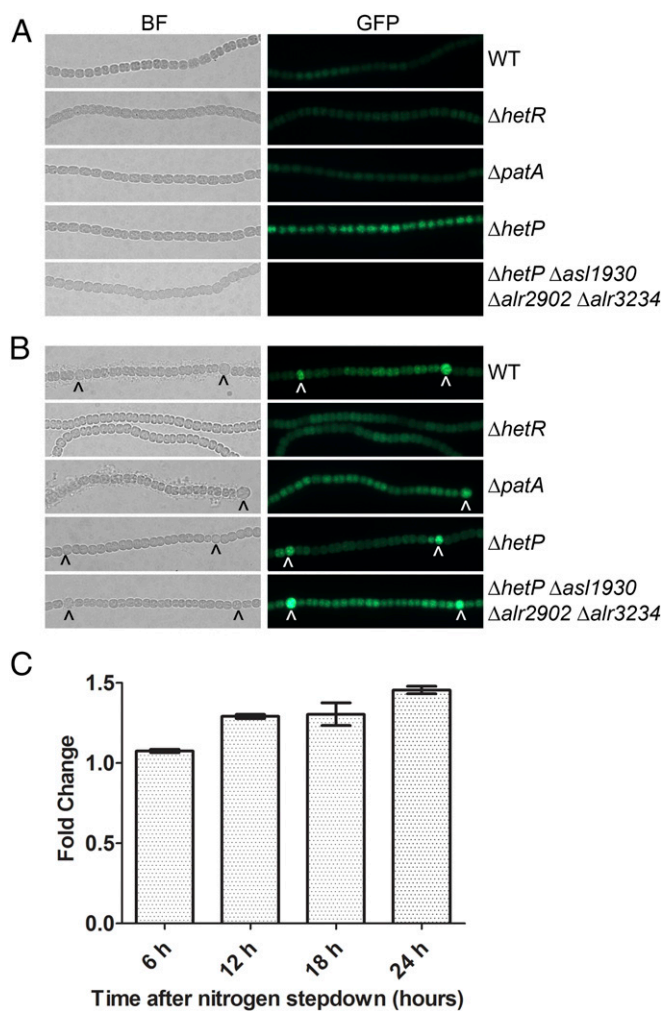 A
BF
GFP
WT
ΔhetR
ΔpatA
ΔhetP
ΔhetP Δasl1930
Δalr2902 Δalr3234
B
WT
ΔhetR
ΔpatA
ΔhetP
ΔhetP Δasl1930
Δalr2902 Δalr3234
C
Fold Change
1.5
1.0
0.5
0.0
6 h
12 h
18 h
24 h
Time after nitrogen stepdown (hours)